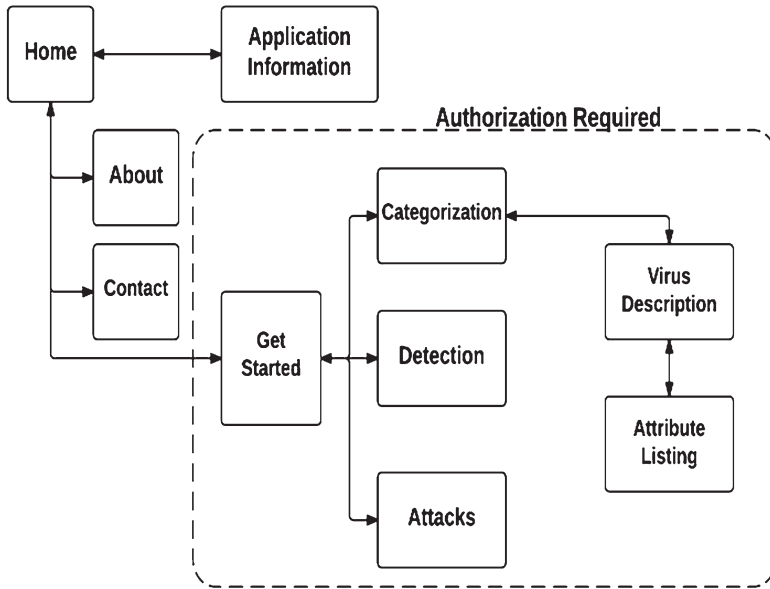 Home
Application
Information
Authorization Required
About
Categorization
Contact
Virus
Description
Get
Started
Detection
Attribute
Listing
Attacks